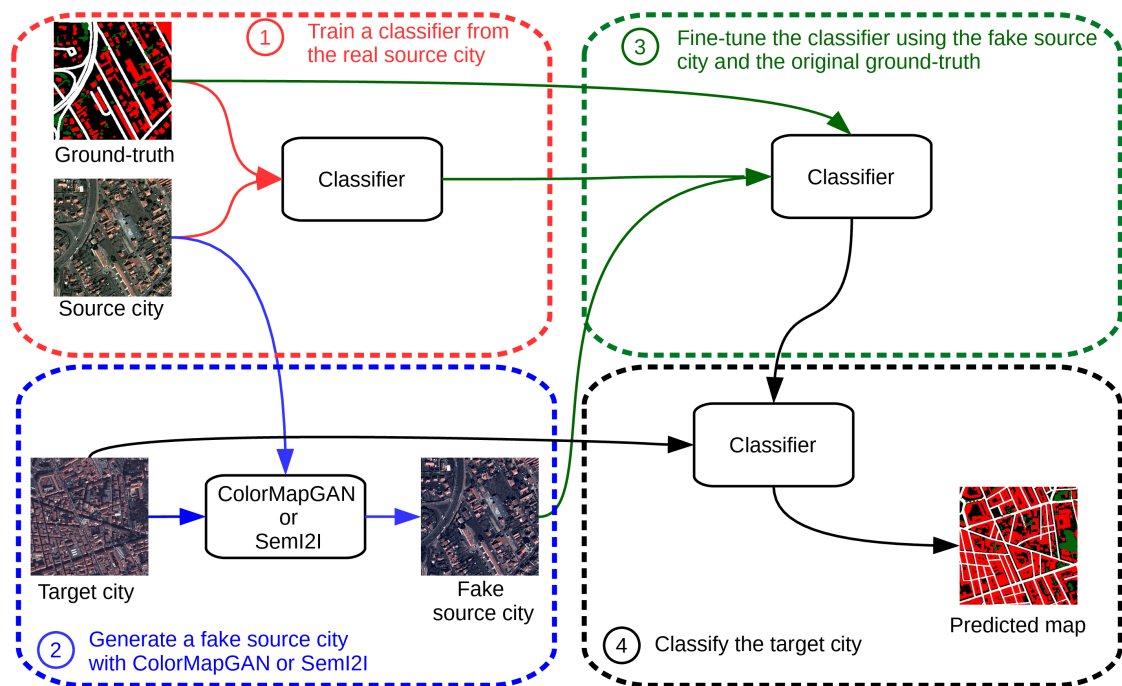 1
Train a classifier from
the real source city
Ground-truth
Classifier
Source city
3
Fine-tune the classifier using the fake source
city and the original ground-truth
Classifier
ColorMapGAN
or
SemI2I
Target city
Fake
source city
2
Generate a fake source city
with ColorMapGAN or SemI2I
Classifier
Predicted map
4
Classify the target city